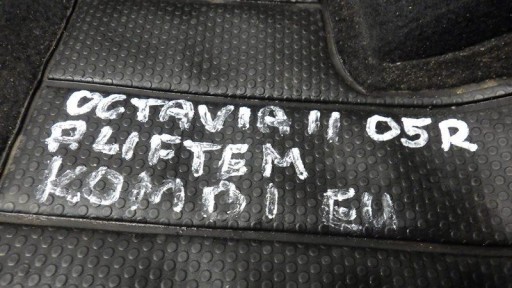 OCTAVIA II 05R
A LIFTEM
KOMBI EU